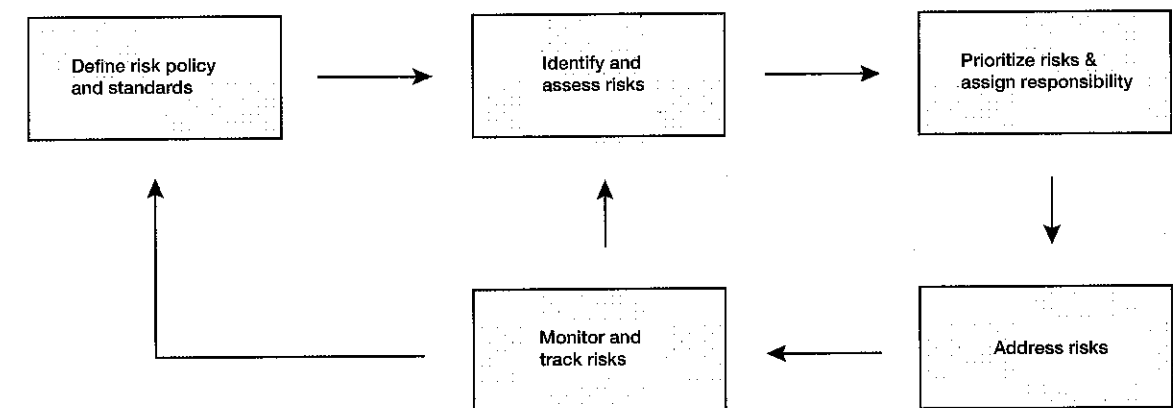 Define risk policy
and standards
Identify and
assess risks
Prioritize risks &
assign responsibility
Monitor and
track risks
Address risks